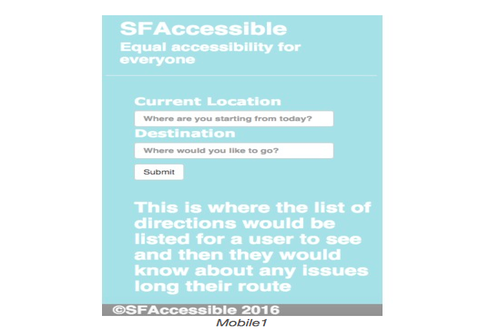 SFAccessible
Equal accessibility for
everyone
Current Location
Where are you starting from today?
Destination
Where would you like to go?
Submit
This is where the list of
directions would be
listed for a user to see
and then they would
know about any issues
long their route
©SFAccessible 2016
Mobile1